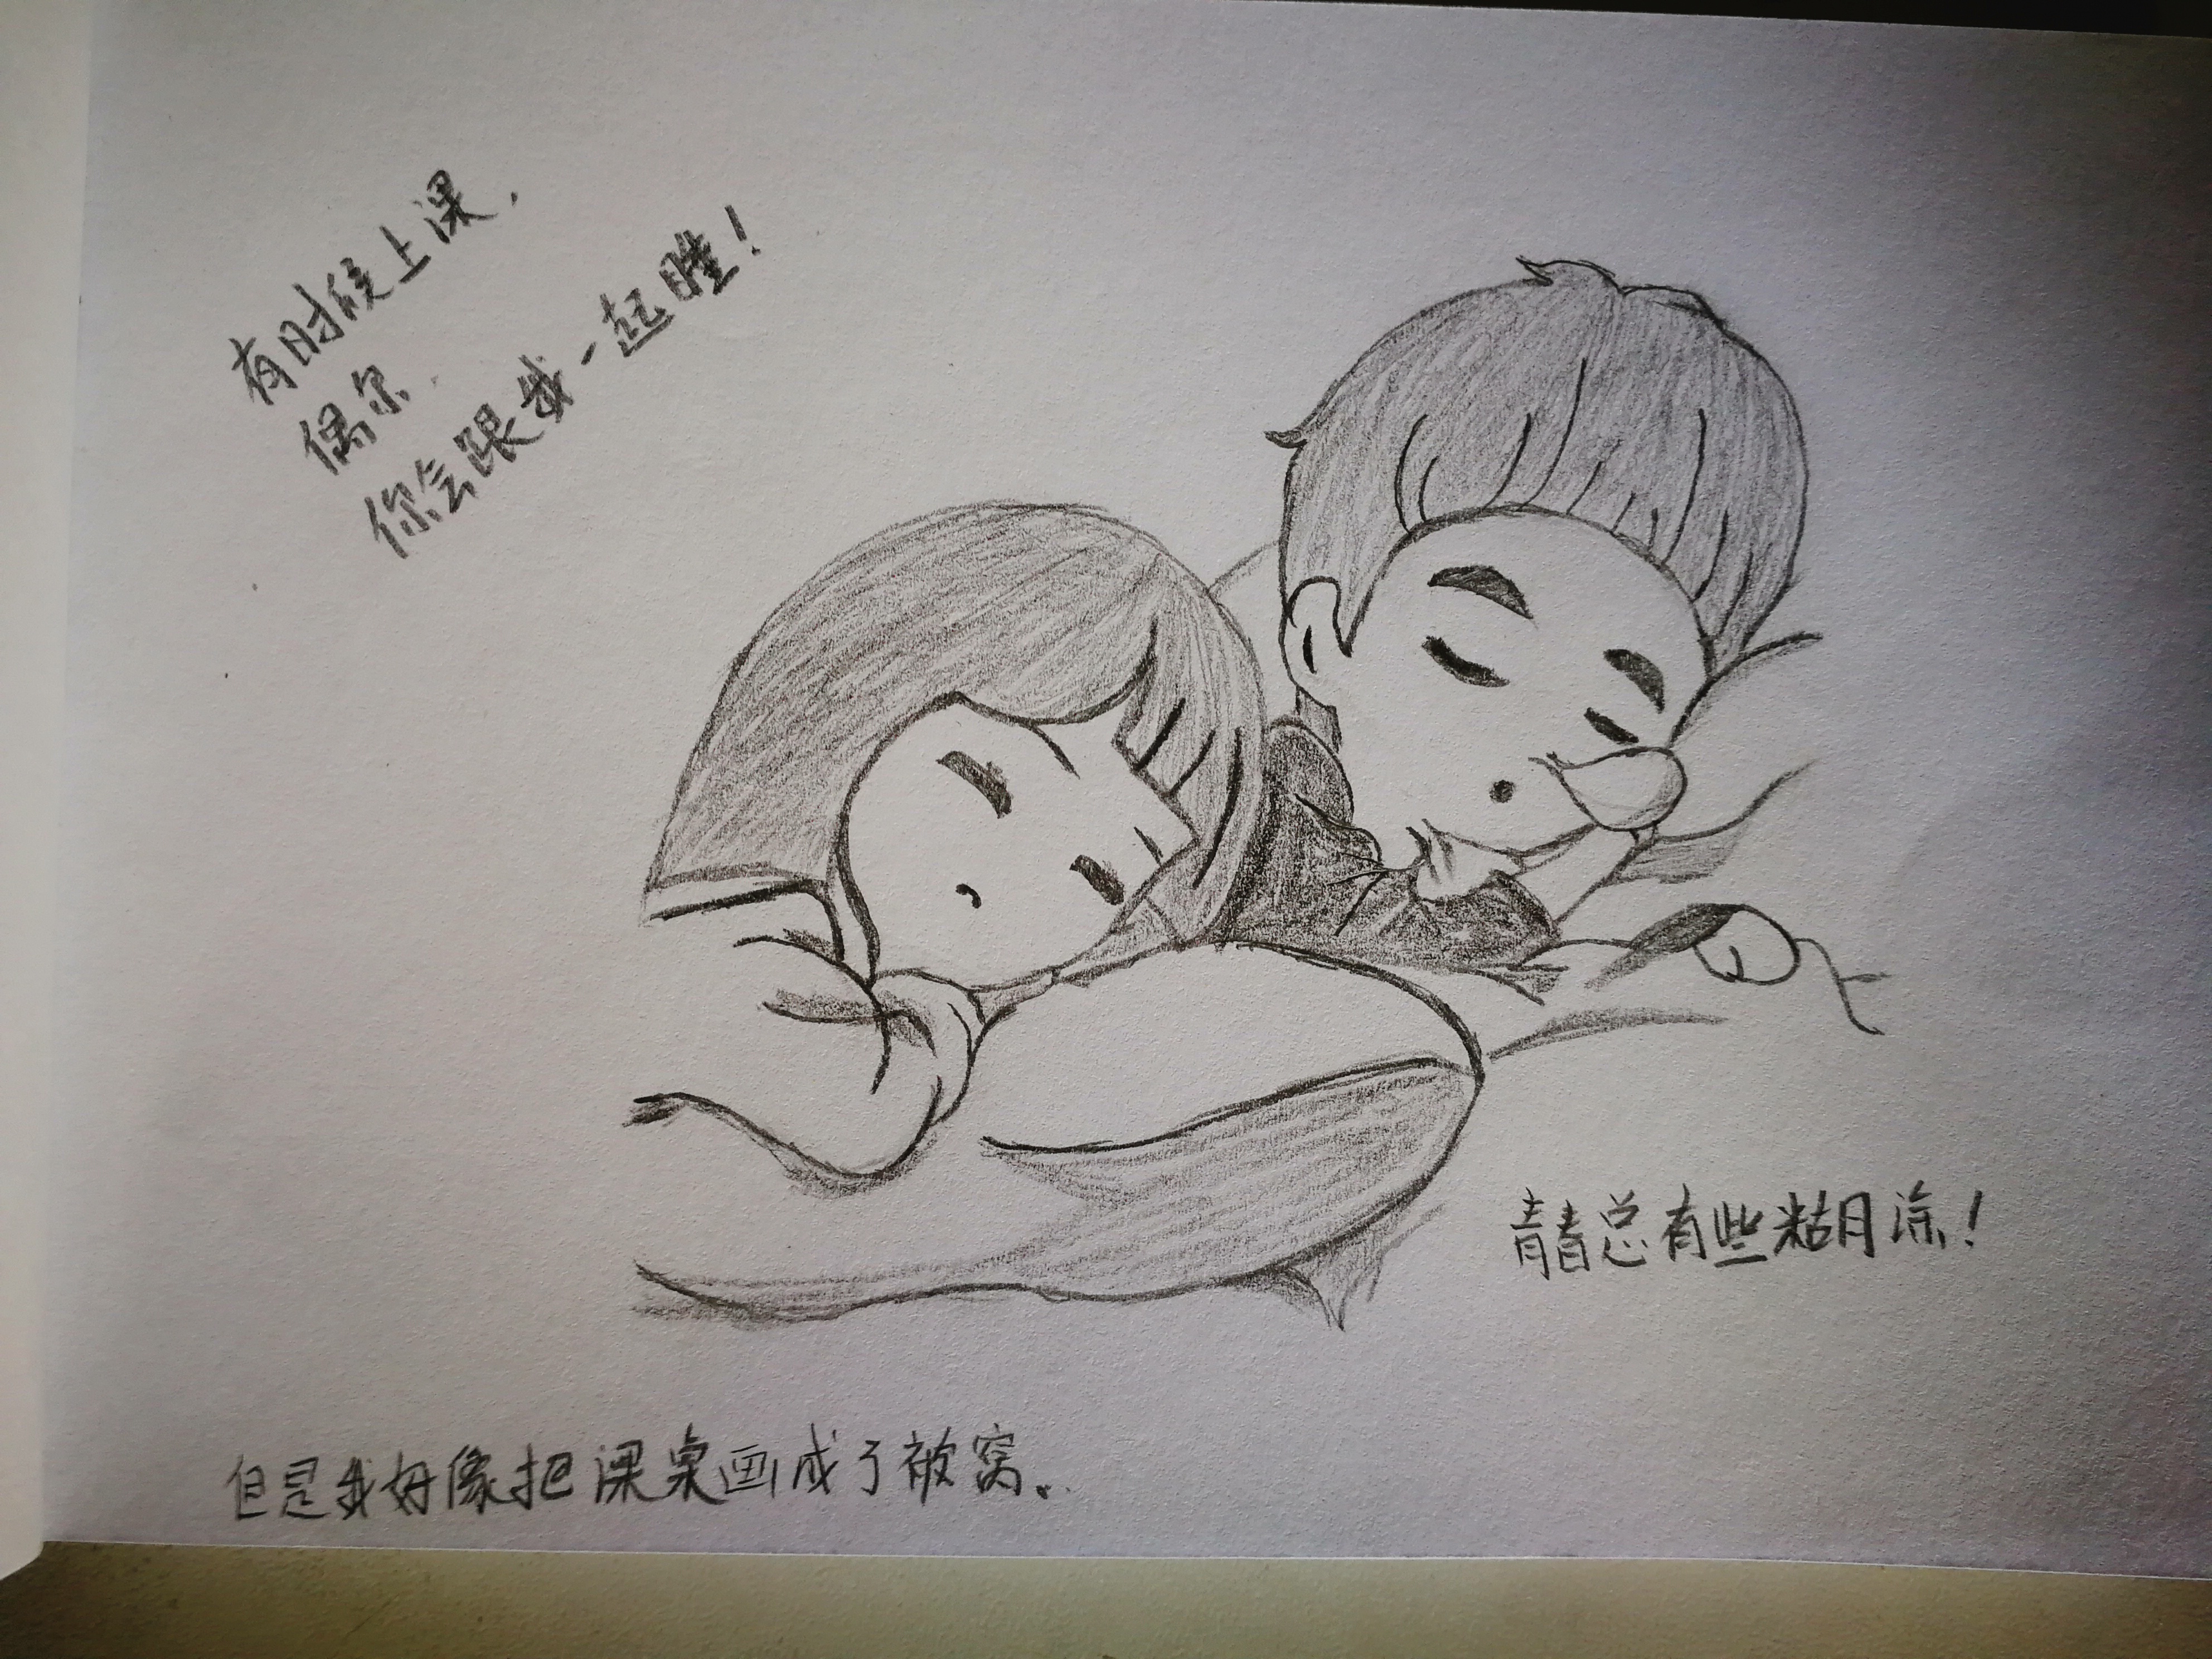 有时候上课，
偶尔.
你会跟我一起睡！
青青总有些糊涂！
但是我好像把课桌画成了被窝。